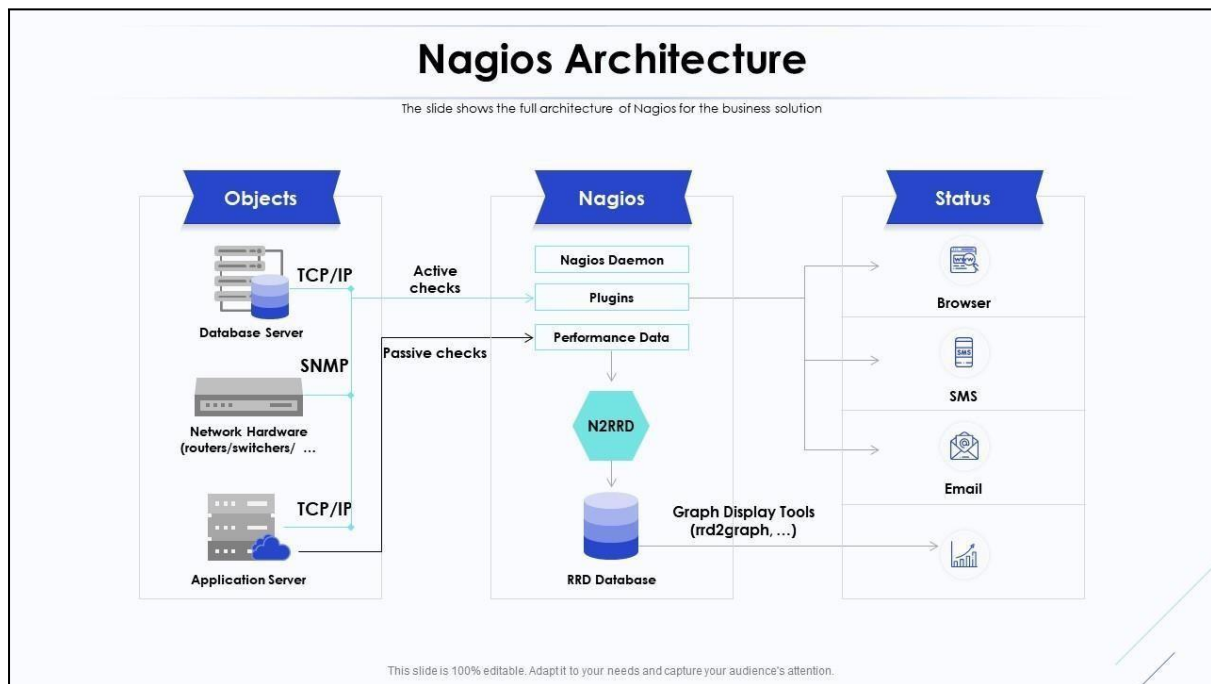 Nagios Architecture
The slide shows the full architecture of Nagios for the business solution
Objects
TCP/IP
Database Server
SNMP
Network Hardware
(routers/switchers/ ...
TCP/IP
Application Server
Active
checks
Passive checks
Nagios
Nagios Daemon
Plugins
Performance Data
N2RRD
RRD Database
Graph Display Tools
(rrd2graph, ...)
Status
www
Browser
SMS
SMS
@
Email
This slide is 100% editable. Adapt it to your needs and capture your audience's attention.